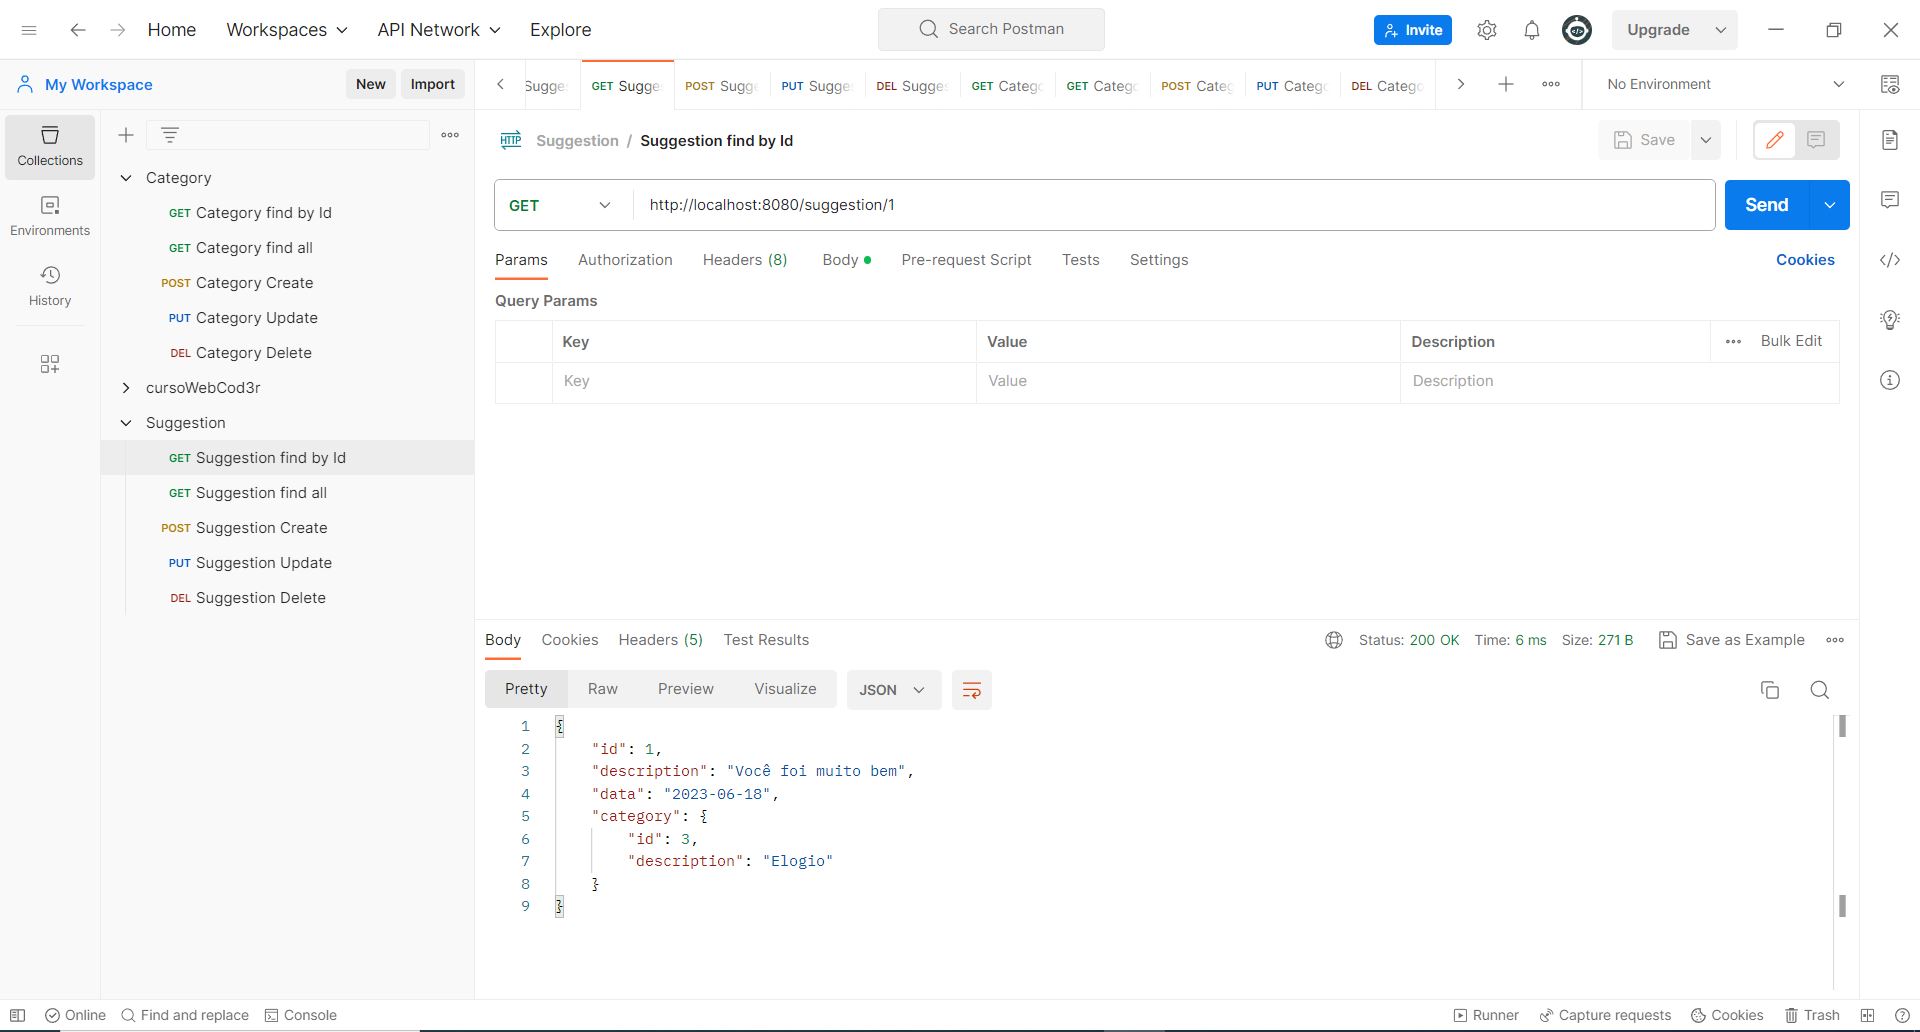 Home Workspaces API Network Explore Search Postman Invite Upgrade
My Workspace New Import
Sugge GET Sugge POST Sugg PUT Sugge DEL Sugges GET Categ GET Categ POST Categ PUT Categ DEL Catego No Environment
Collections
Environments
History
Category
GET Category find by Id
GET Category find all
POST Category Create
PUT Category Update
DEL Category Delete
cursoWebCod3r
Suggestion
GET Suggestion find by Id
GET Suggestion find all
POST Suggestion Create
PUT Suggestion Update
DEL Suggestion Delete
HTTP Suggestion / Suggestion find by Id Save
GET http://localhost:8080/suggestion/1 Send
Params Authorization Headers (8) Body Pre-request Script Tests Settings Cookies
Query Params
Key Value Description Bulk Edit
Key Value Description
Body Cookies Headers (5) Test Results Status: 200 OK Time: 6 ms Size: 271 B Save as Example
Pretty Raw Preview Visualize JSON
1 {
2 "id": 1,
3 "description": "Você foi muito bem",
4 "data": "2023-06-18",
5 "category": {
6 "id": 3,
7 "description": "Elogio"
8 }
9 }
Online Find and replace Console Runner Capture requests Cookies Trash